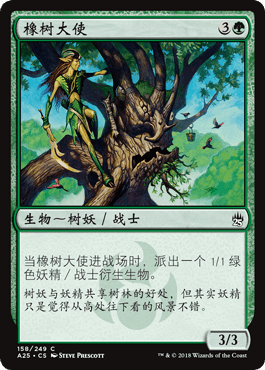 橡树大使 3
生物～树妖／战士
当橡树大使进战场时，派出一个 1/1 绿
色妖精／战士衍生生物。
树妖与妖精共享树林的好处，但其实妖精
只是觉得从高处往下看的风景不错。
3/3
158/249 C
A25 • CS STEVE PRESCOTT
™ & © 2018 Wizards of the Coast